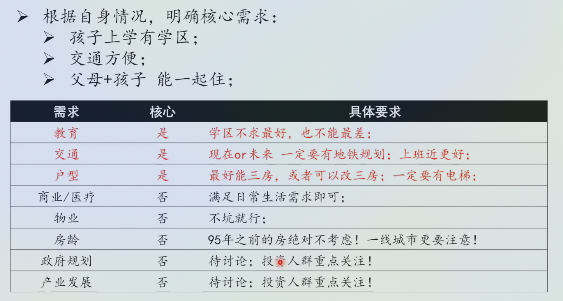 ➢ 根据自身情况，明确核心需求：
➢ 孩子上学有学区；
➢ 交通方便；
➢ 父母+孩子 能一起住；
需求 核心 具体要求
教育 是 学区不求最好，也不能最差；
交通 是 现在or未来 一定要有地铁规划；上班近更好；
户型 是 最好能三房，或者可以改三房；一定要有电梯；
商业/医疗 否 满足日常生活需求即可；
物业 否 不坑就行；
房龄 否 95年之前的房绝对不考虑！一线城市更要注意！
政府规划 否 待讨论；投资人群重点关注！
产业发展 否 待讨论；投资人群重点关注！